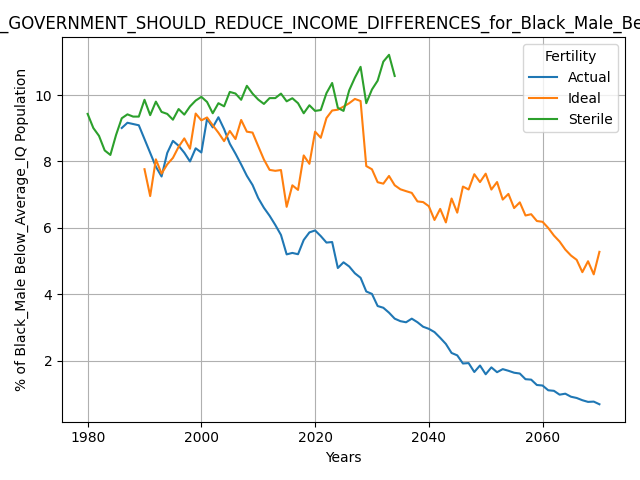 _GOVERNMENT_SHOULD_REDUCE_INCOME_DIFFERENCES_for_Black_Male_Be
% of Black_Male Below_Average_IQ Population
10
8
6
4
2
Fertility
Actual
Ideal
Sterile
1980 2000 2020 2040 2060
Years